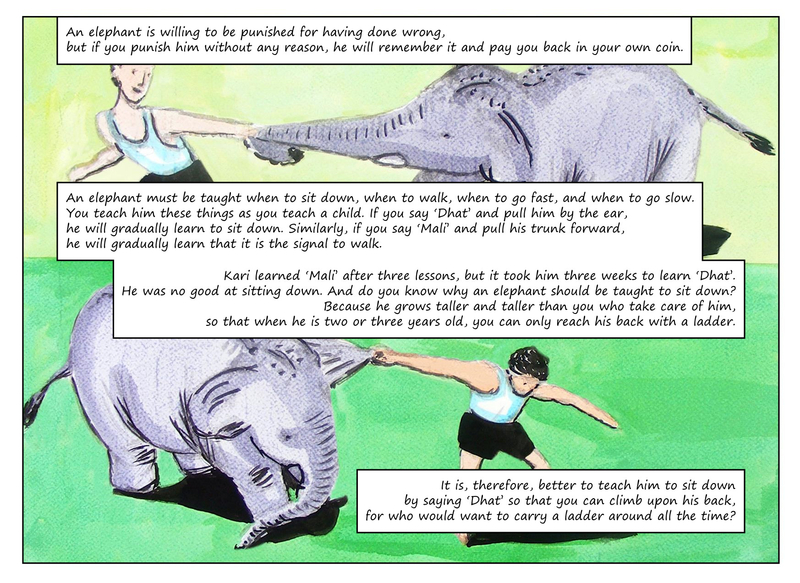 An elephant is willing to be punished for having done wrong,
but if you punish him without any reason, he will remember it and pay you back in your own coin.
An elephant must be taught when to sit down, when to walk, when to go fast, and when to go slow.
You teach him these things as you teach a child. If you say ‘Dhat’ and pull him by the ear,
he will gradually learn to sit down. Similarly, if you say ‘Mali’ and pull his trunk forward,
he will gradually learn that it is the signal to walk.
Kari learned ‘Mali’ after three lessons, but it took him three weeks to learn ‘Dhat’.
He was no good at sitting down. And do you know why an elephant should be taught to sit down?
Because he grows taller and taller than you who take care of him,
so that when he is two or three years old, you can only reach his back with a ladder.
It is, therefore, better to teach him to sit down
by saying ‘Dhat’ so that you can climb upon his back,
for who would want to carry a ladder around all the time?